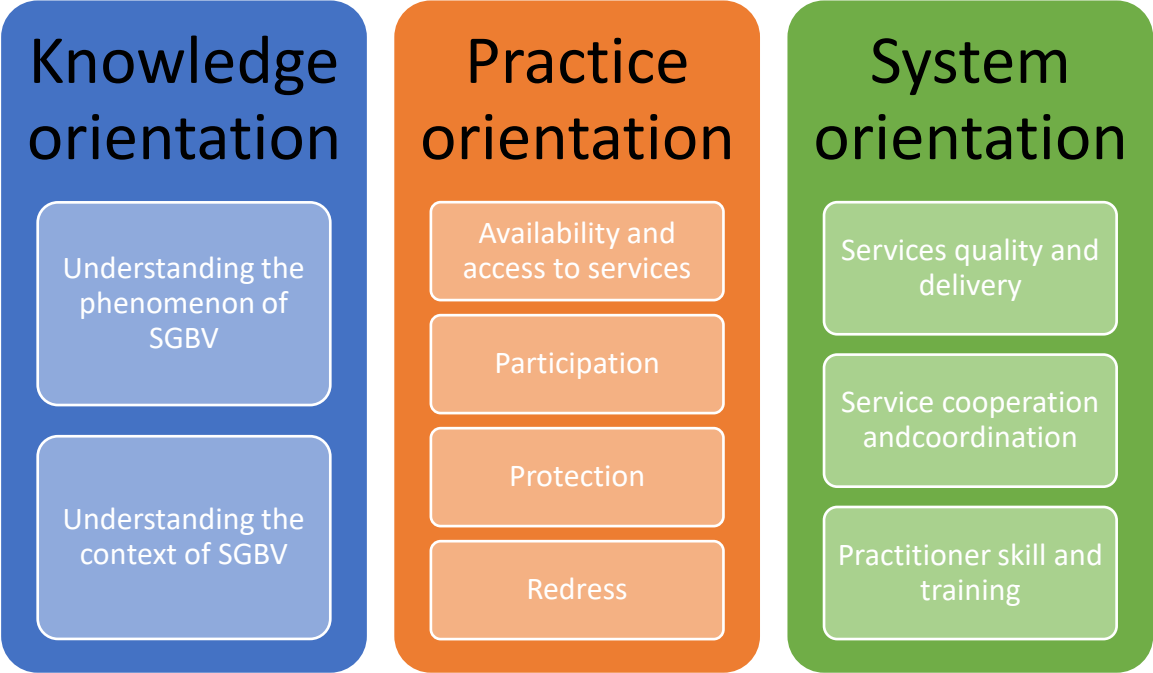 Knowledge
orientation
Understanding the
phenomenon of
SGBV
Understanding the
context of SGBV
Practice
orientation
Availability and
access to services
Participation
Protection
Redress
System
orientation
Services quality and
delivery
Service cooperation
andcoordination
Practitioner skill and
training